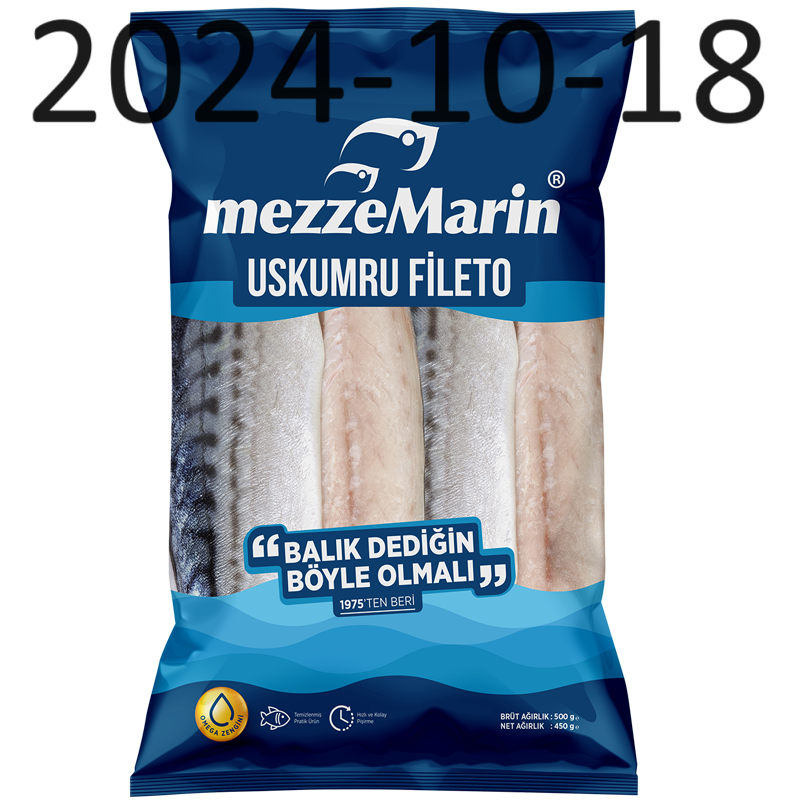 2024-10-18
mezzeMarin®
USKUMRU FİLETO
“BALIK DEDİĞİN
BÖYLE OLMALI”
1975'TEN BERİ
OMEGA ZENGİNİ
Temizlenmiş
Pratik Ürün
Hızlı ve Kolay
Pişirme
BRÜT AĞIRLIK : 500 g℮
NET AĞIRLIK : 450 g℮